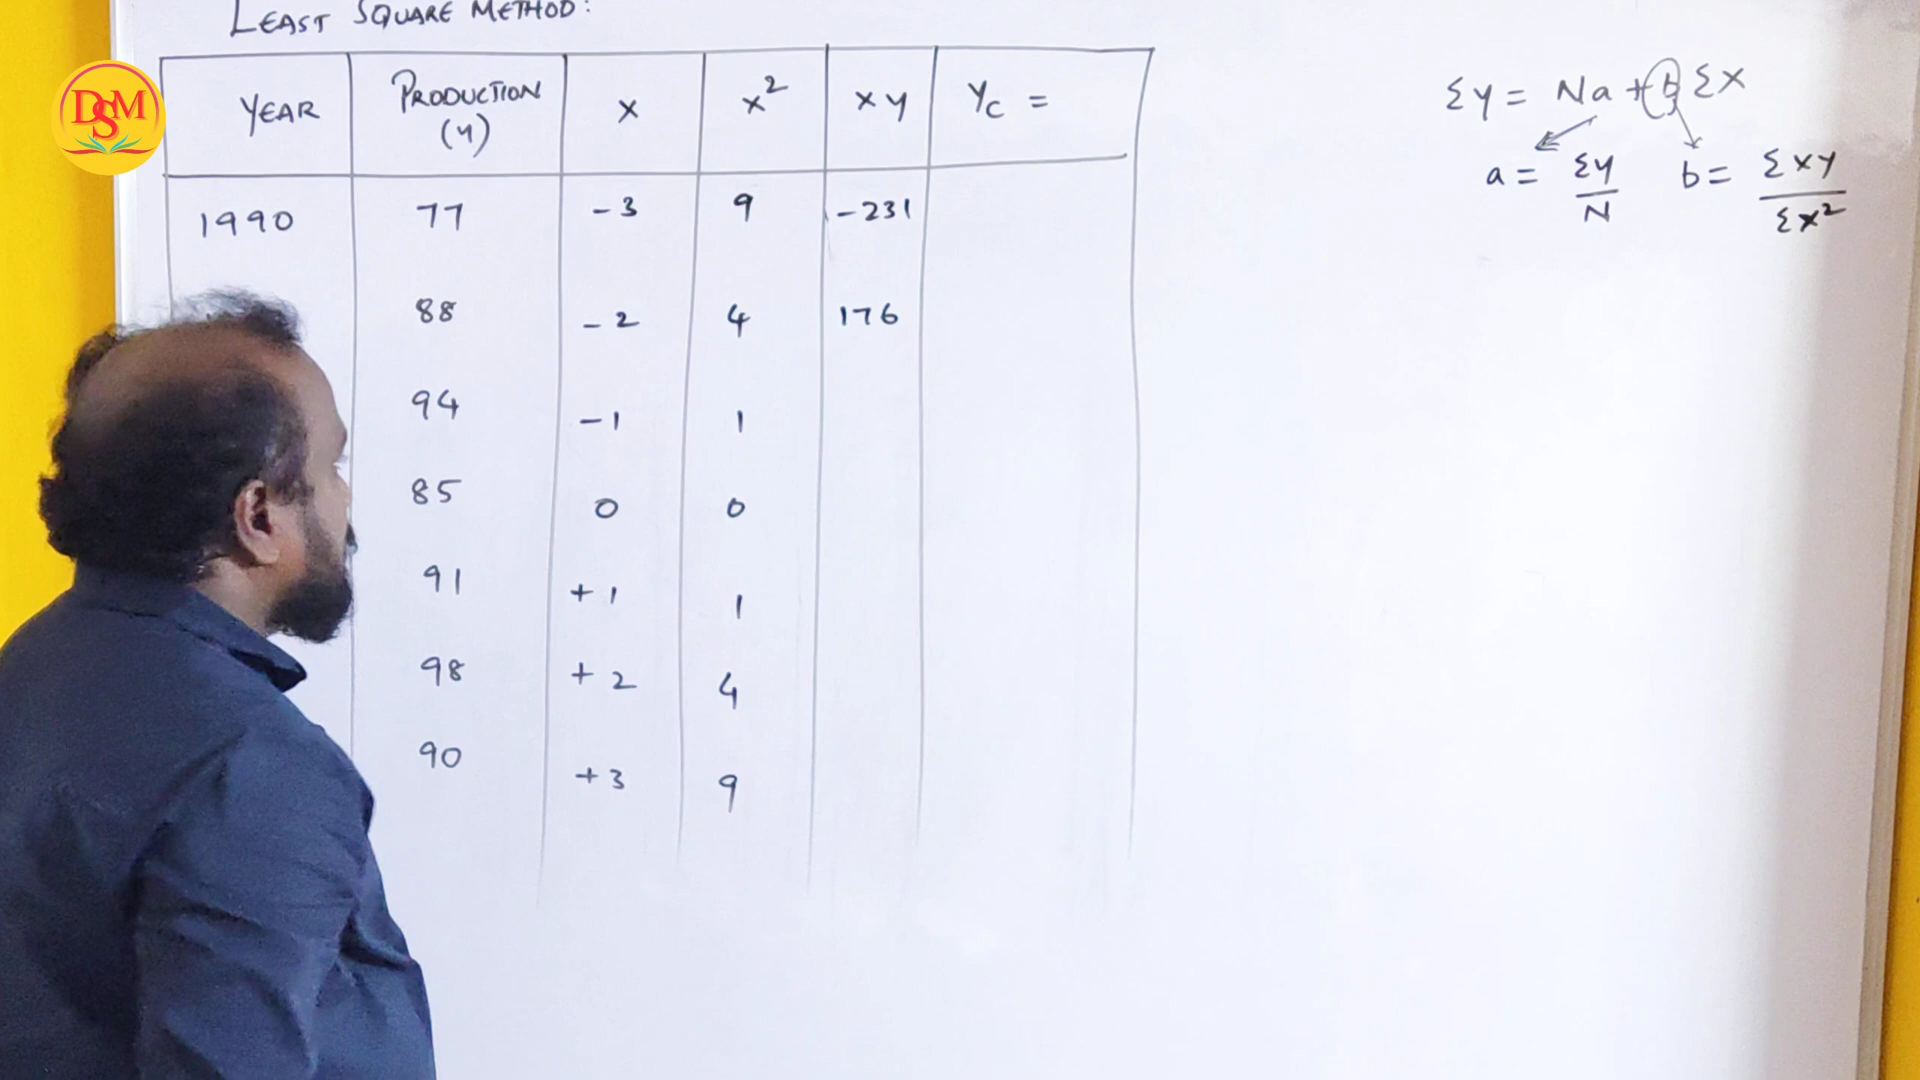 LEAST SQUARE METHOD:
DSM
YEAR PRODUCTION (y) x x² xy Yc =
1990 77 -3 9 -231
88 -2 4 176
94 -1 1
85 0 0
91 +1 1
98 +2 4
90 +3 9
Σy = Na + b Σx
a = Σy/N b = Σxy/Σx²